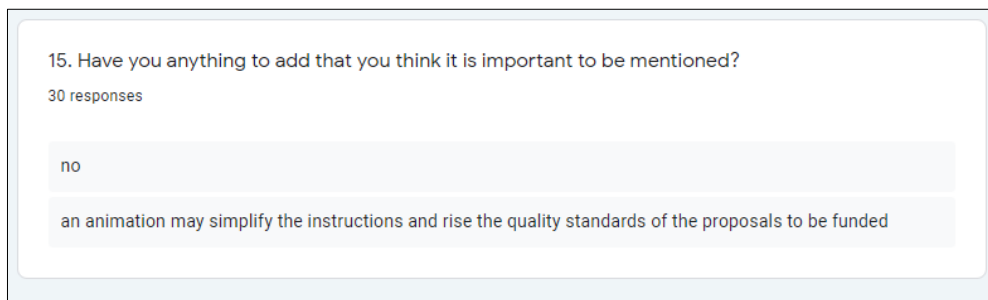 15. Have you anything to add that you think it is important to be mentioned?
30 responses
no
an animation may simplify the instructions and rise the quality standards of the proposals to be funded